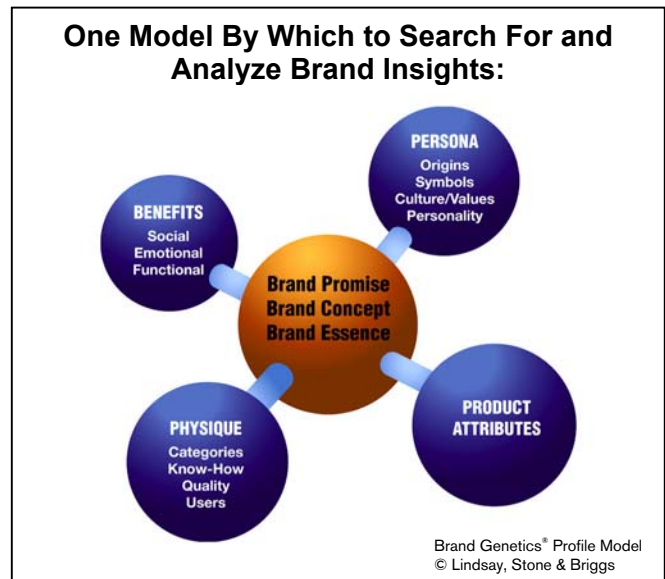 One Model By Which to Search For and
Analyze Brand Insights:
PERSONA
Origins
Symbols
Culture/Values
Personality
BENEFITS
Social
Emotional
Functional
Brand Promise
Brand Concept
Brand Essence
PHYSIQUE
Categories
Know-How
Quality
Users
PRODUCT
ATTRIBUTES
Brand Genetics® Profile Model
© Lindsay, Stone & Briggs